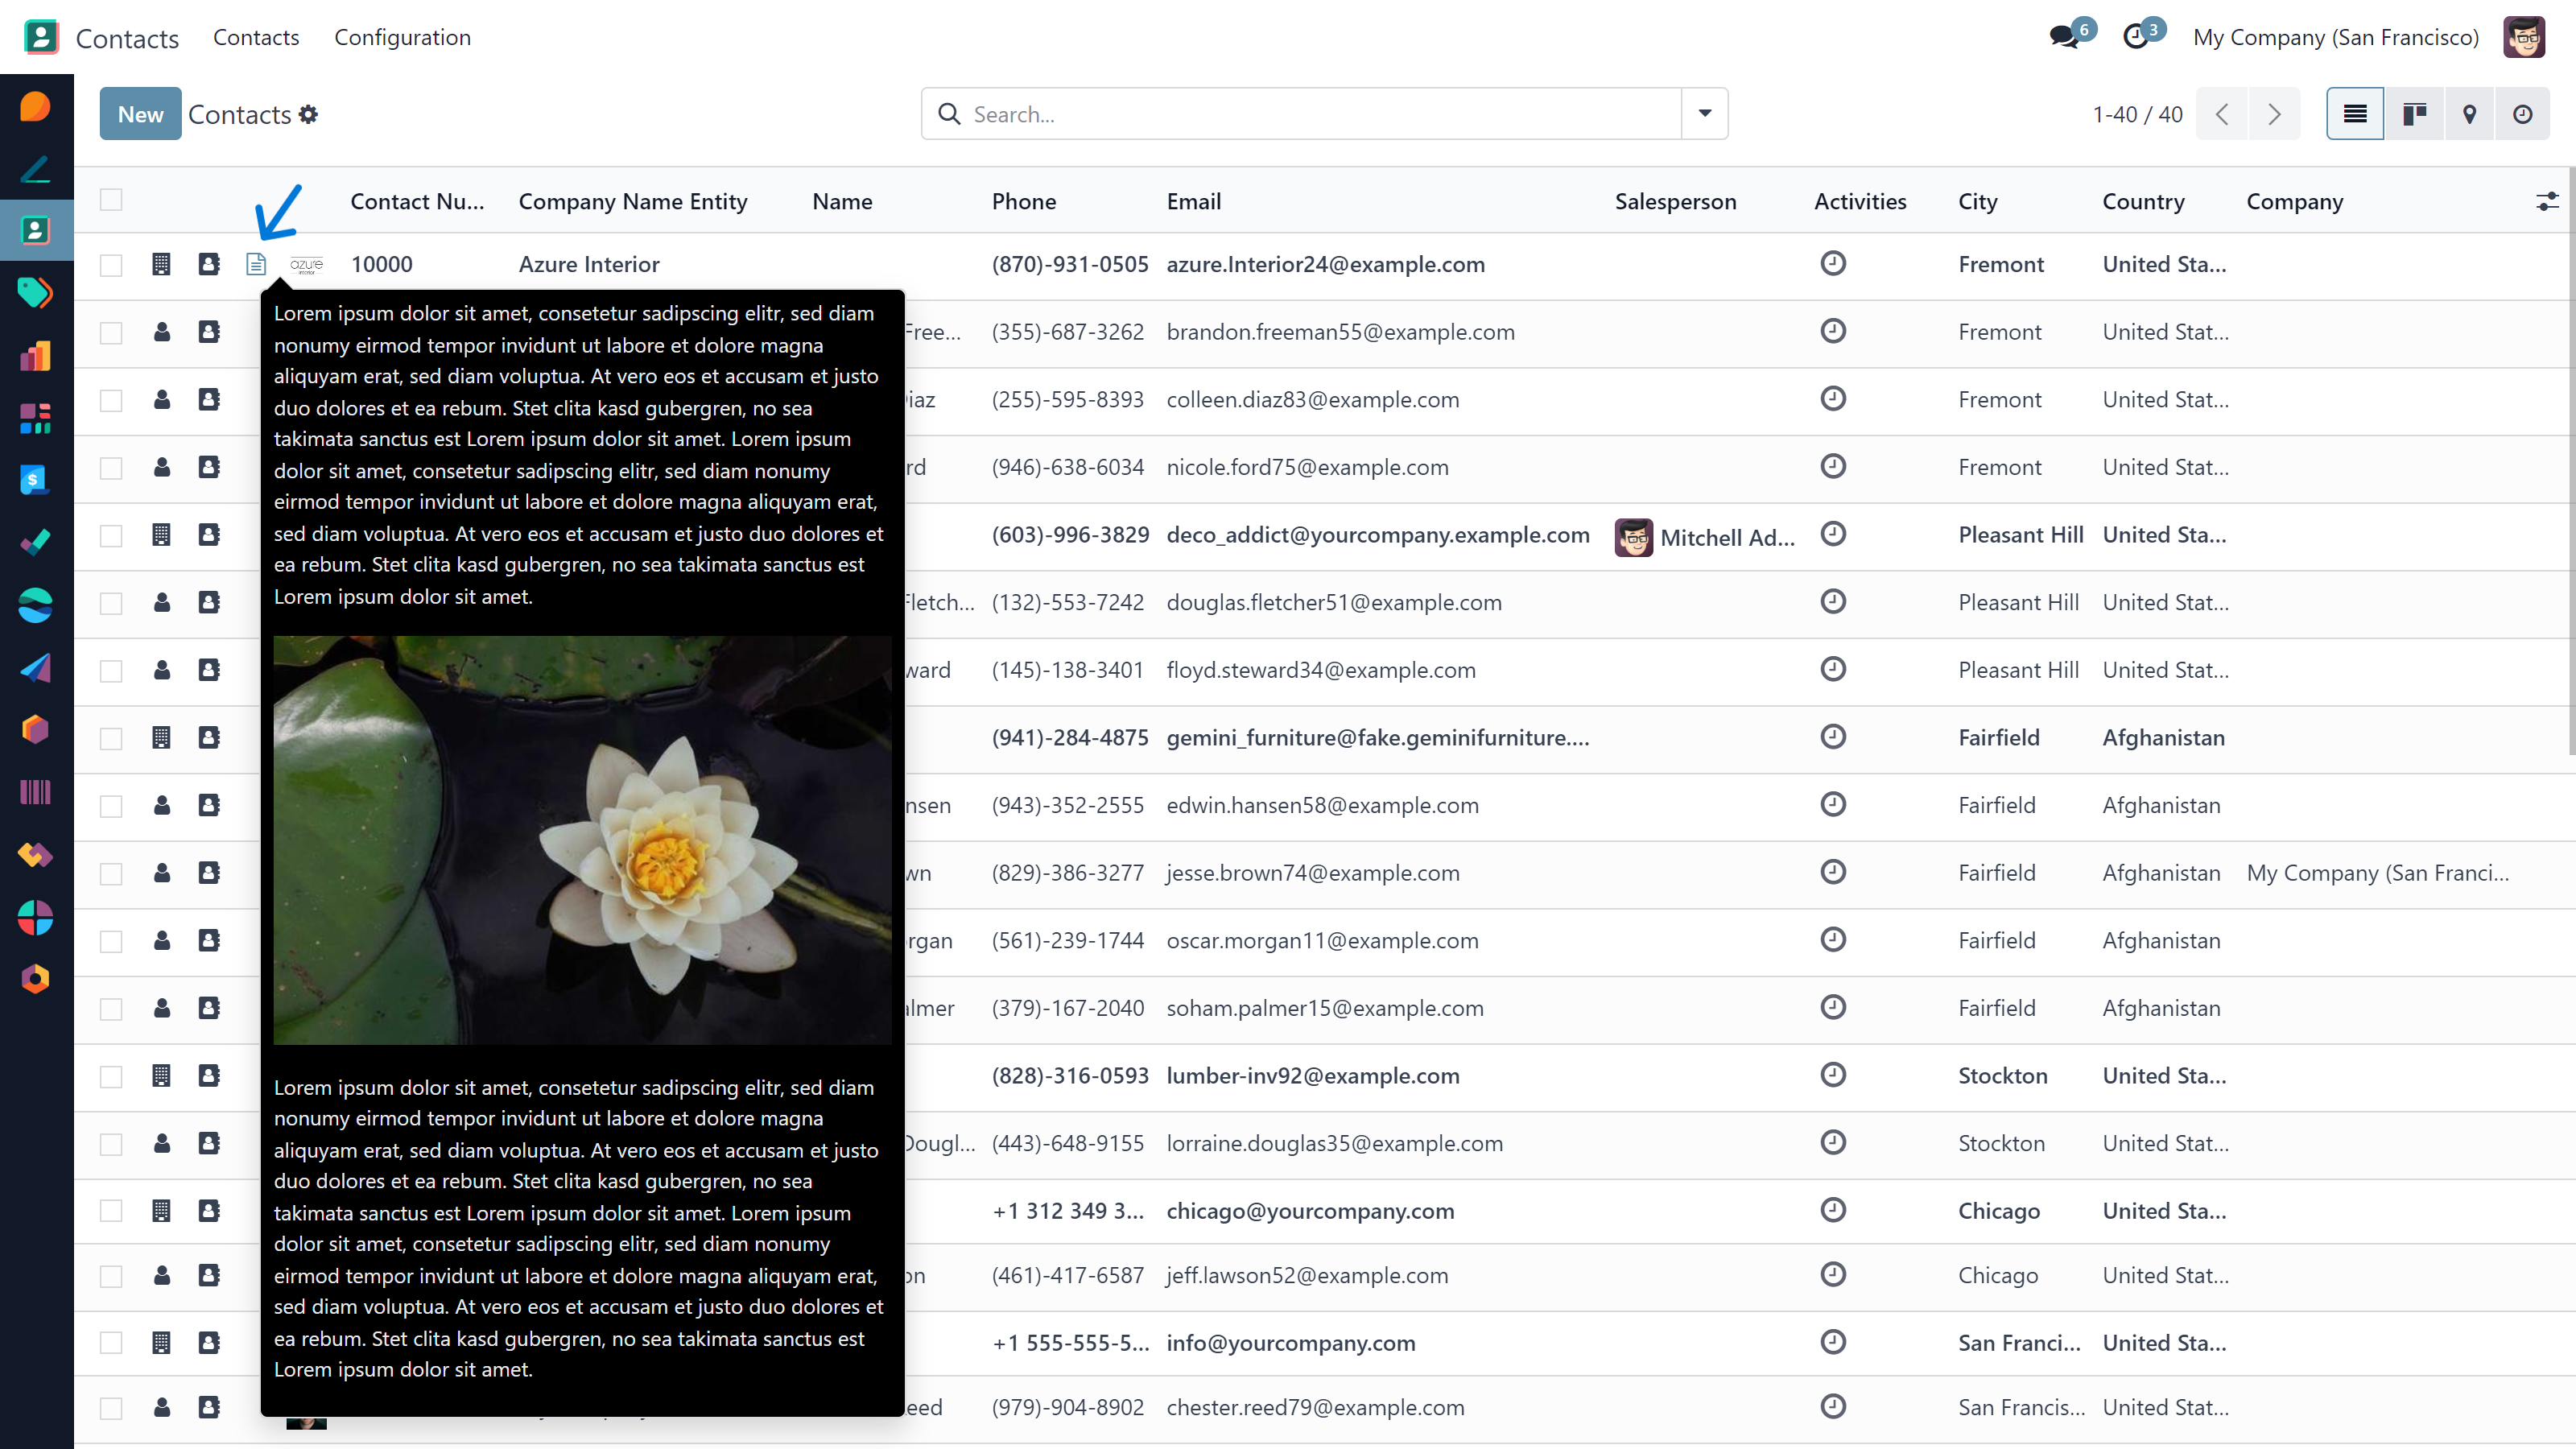 Contacts Contacts Configuration 6 3 My Company (San Francisco)
New Contacts Search... 1-40 / 40
Contact Nu... Company Name Entity Name Phone Email Salesperson Activities City Country Company
azure interior 10000 Azure Interior (870)-931-0505 azure.Interior24@example.com Fremont United Sta...
Free... (355)-687-3262 brandon.freeman55@example.com Fremont United Stat...
(255)-595-8393 colleen.diaz83@example.com Fremont United Stat...
rd (946)-638-6034 nicole.ford75@example.com Fremont United Stat...
(603)-996-3829 deco_addict@yourcompany.example.com Mitchell Ad... Pleasant Hill United Sta...
Fletch... (132)-553-7242 douglas.fletcher51@example.com Pleasant Hill United Stat...
ward (145)-138-3401 floyd.steward34@example.com Pleasant Hill United Stat...
(941)-284-4875 gemini_furniture@fake.geminifurniture.... Fairfield Afghanistan
nsen (943)-352-2555 edwin.hansen58@example.com Fairfield Afghanistan
wn (829)-386-3277 jesse.brown74@example.com Fairfield Afghanistan My Company (San Franci...
rgan (561)-239-1744 oscar.morgan11@example.com Fairfield Afghanistan
almer (379)-167-2040 soham.palmer15@example.com Fairfield Afghanistan
(828)-316-0593 lumber-inv92@example.com Stockton United Sta...
Dougl... (443)-648-9155 lorraine.douglas35@example.com Stockton United Stat...
+1 312 349 3... chicago@yourcompany.com Chicago United Sta...
on (461)-417-6587 jeff.lawson52@example.com Chicago United Stat...
+1 555-555-5... info@yourcompany.com San Franci... United Sta...
eed (979)-904-8902 chester.reed79@example.com San Francis... United Stat...
Lorem ipsum dolor sit amet, consetetur sadipscing elitr, sed diam
nonumy eirmod tempor invidunt ut labore et dolore magna
aliquyam erat, sed diam voluptua. At vero eos et accusam et justo
duo dolores et ea rebum. Stet clita kasd gubergren, no sea
takimata sanctus est Lorem ipsum dolor sit amet. Lorem ipsum
dolor sit amet, consetetur sadipscing elitr, sed diam nonumy
eirmod tempor invidunt ut labore et dolore magna aliquyam erat,
sed diam voluptua. At vero eos et accusam et justo duo dolores et
ea rebum. Stet clita kasd gubergren, no sea takimata sanctus est
Lorem ipsum dolor sit amet.
Lorem ipsum dolor sit amet, consetetur sadipscing elitr, sed diam
nonumy eirmod tempor invidunt ut labore et dolore magna
aliquyam erat, sed diam voluptua. At vero eos et accusam et justo
duo dolores et ea rebum. Stet clita kasd gubergren, no sea
takimata sanctus est Lorem ipsum dolor sit amet. Lorem ipsum
dolor sit amet, consetetur sadipscing elitr, sed diam nonumy
eirmod tempor invidunt ut labore et dolore magna aliquyam erat,
sed diam voluptua. At vero eos et accusam et justo duo dolores et
ea rebum. Stet clita kasd gubergren, no sea takimata sanctus est
Lorem ipsum dolor sit amet.